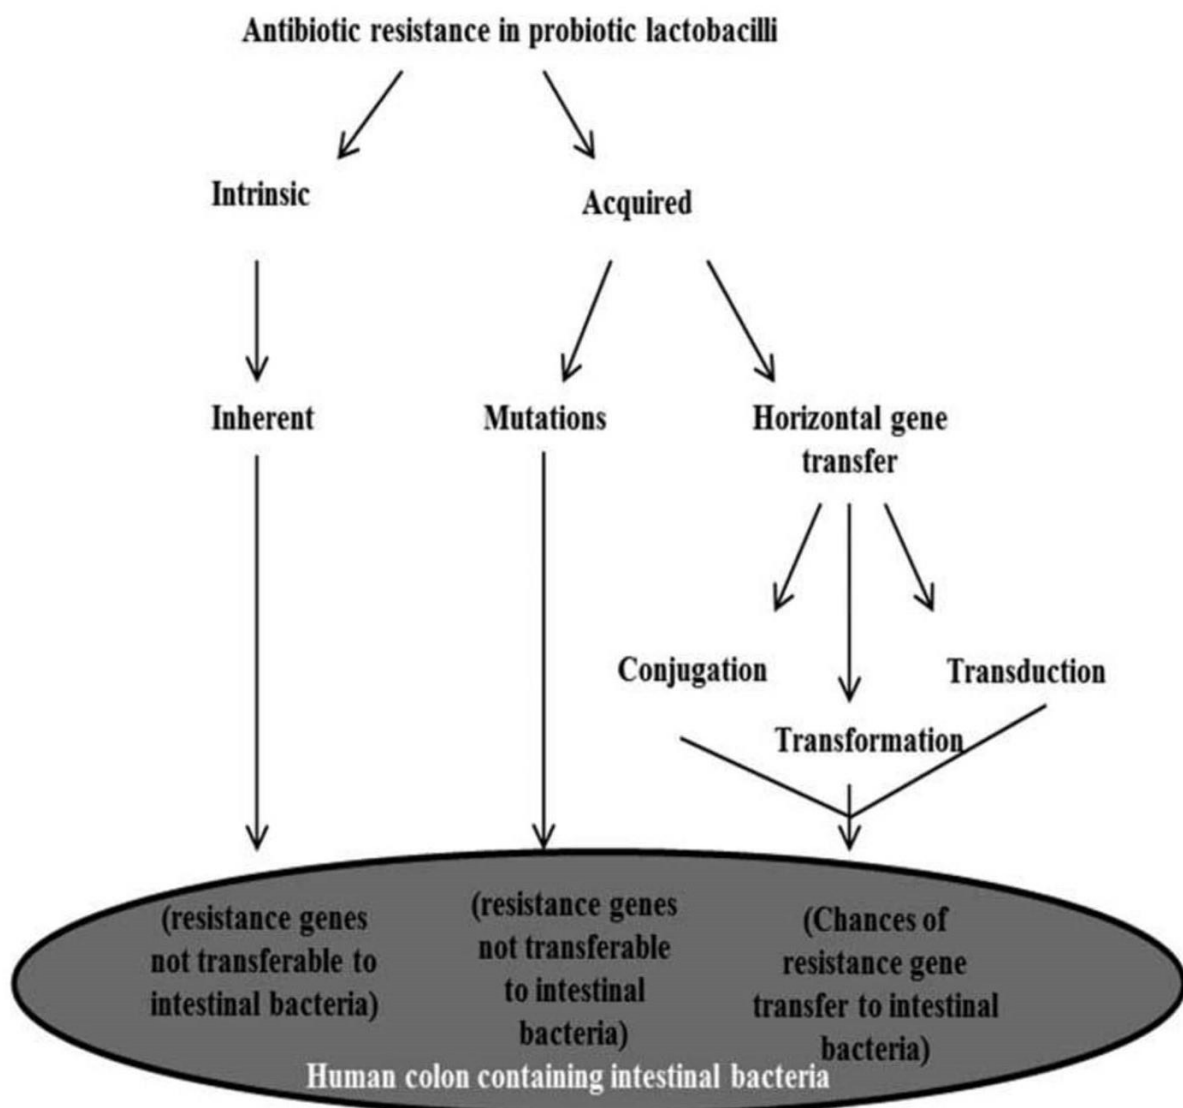 Antibiotic resistance in probiotic lactobacilli
Intrinsic
Acquired
Inherent
Mutations
Horizontal gene
transfer
Conjugation
Transduction
Transformation
(resistance genes
not transferable to
intestinal bacteria)
(resistance genes
not transferable
to intestinal
bacteria)
(Chances of
resistance gene
transfer to intestinal
bacteria)
Human colon containing intestinal bacteria